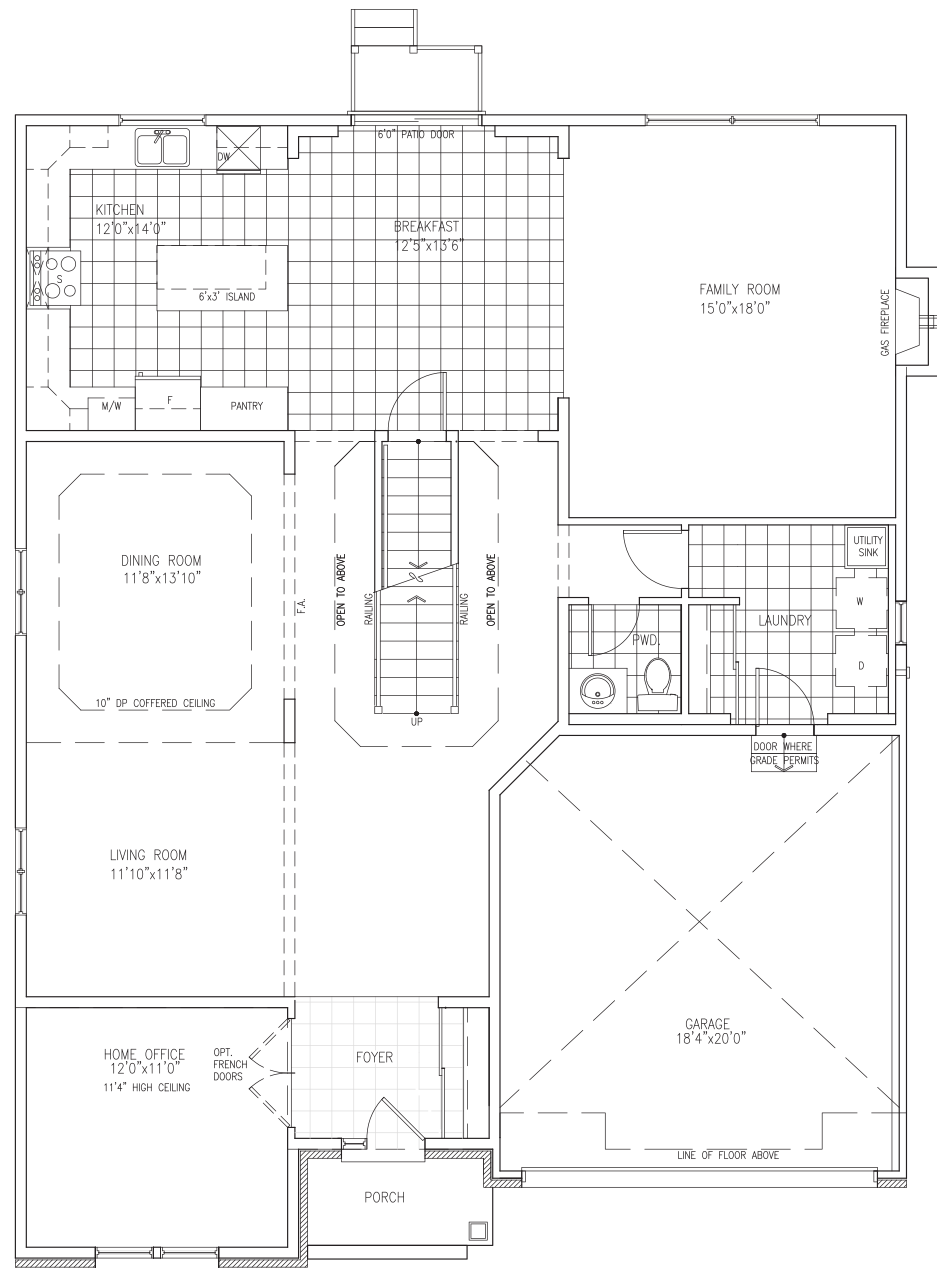 6'0" PATIO DOOR
DW
KITCHEN
12'0"x14'0"
BREAKFAST
12'5"x13'6"
S
6'x3' ISLAND
FAMILY ROOM
15'0"x18'0"
GAS FIREPLACE
M/W
F
PANTRY
DINING ROOM
11'8"x13'10"
10" DP COFFERED CEILING
F.A.
OPEN TO ABOVE
RAILING
RAILING
OPEN TO ABOVE
UP
UTILITY
SINK
W
LAUNDRY
D
PWD.
DOOR WHERE
GRADE PERMITS
LIVING ROOM
11'10"x11'8"
GARAGE
18'4"x20'0"
HOME OFFICE
12'0"x11'0"
11'4" HIGH CEILING
OPT.
FRENCH
DOORS
FOYER
LINE OF FLOOR ABOVE
PORCH